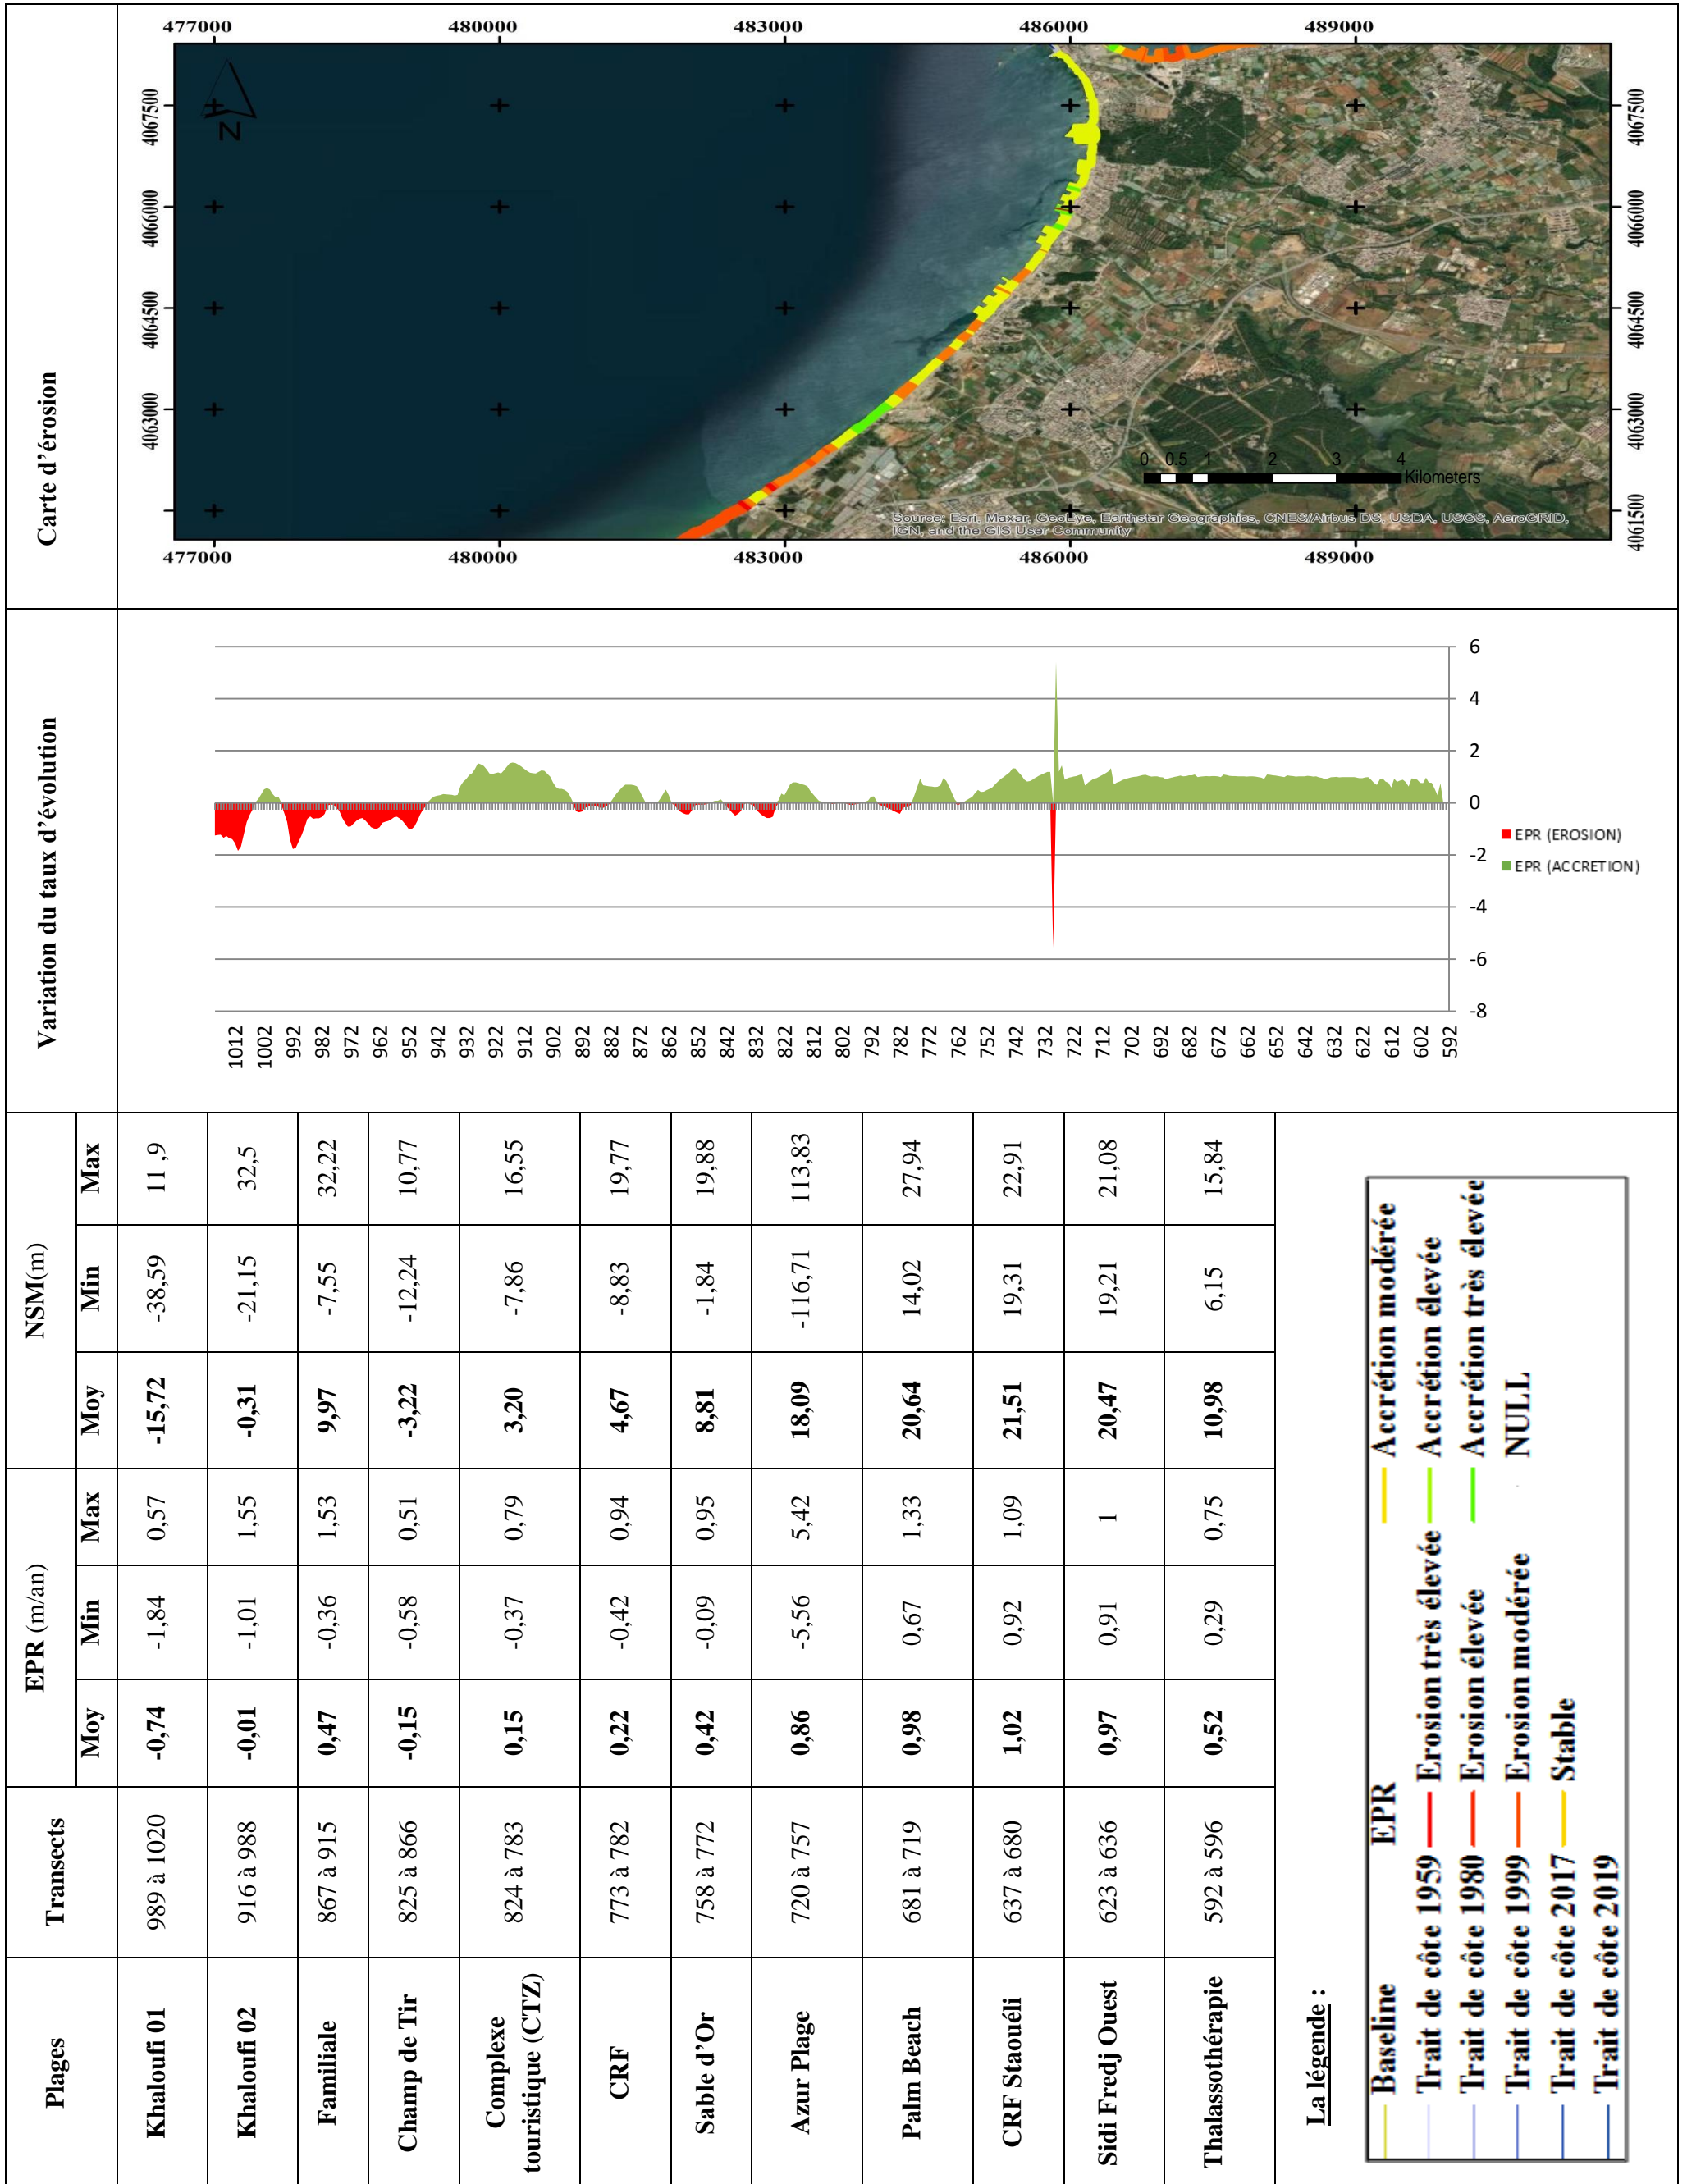 Plages Transects EPR (m/an) NSM(m) Variation du taux d'évolution Carte d'érosion
Moy Min Max Moy Min Max
Khaloufi 01 989 à 1020 -0,74 -1,84 0,57 -15,72 -38,59 11 ,9
Khaloufi 02 916 à 988 -0,01 -1,01 1,55 -0,31 -21,15 32,5
Familiale 867 à 915 0,47 -0,36 1,53 9,97 -7,55 32,22
Champ de Tir 825 à 866 -0,15 -0,58 0,51 -3,22 -12,24 10,77
Complexe
touristique (CTZ) 824 à 783 0,15 -0,37 0,79 3,20 -7,86 16,55
CRF 773 à 782 0,22 -0,42 0,94 4,67 -8,83 19,77
Sable d'Or 758 à 772 0,42 -0,09 0,95 8,81 -1,84 19,88
Azur Plage 720 à 757 0,86 -5,56 5,42 18,09 -116,71 113,83
Palm Beach 681 à 719 0,98 0,67 1,33 20,64 14,02 27,94
CRF Staouéli 637 à 680 1,02 0,92 1,09 21,51 19,31 22,91
Sidi Fredj Ouest 623 à 636 0,97 0,91 1 20,47 19,21 21,08
Thalassothérapie 592 à 596 0,52 0,29 0,75 10,98 6,15 15,84
La légende :
Baseline EPR Accrétion modérée
Trait de côte 1959 Erosion très élevée Accrétion élevée
Trait de côte 1980 Erosion élevée Accrétion très élevée
Trait de côte 1999 Erosion modérée NULL
Trait de côte 2017 Stable
Trait de côte 2019
1012 1002 992 982 972 962 952 942 932 922 912 902 892 882 872 862 852 842 832 822 812 802 792 782 772 762 752 742 732 722 712 702 692 682 672 662 652 642 632 622 612 602 592
6
4
2
0
-2
-4
-6
-8
EPR (EROSION)
EPR (ACCRETION)
477000 480000 483000 486000 489000
4067500 4067500
4066000 4066000
4064500 4064500
4063000 4063000
4061500
477000 480000 483000 486000 489000
N
0 0.5 1 2 3 4
Kilometers
Source: Esri, Maxar, GeoEye, Earthstar Geographics, CNES/Airbus DS, USDA, USGS, AeroGRID,
IGN, and the GIS User Community